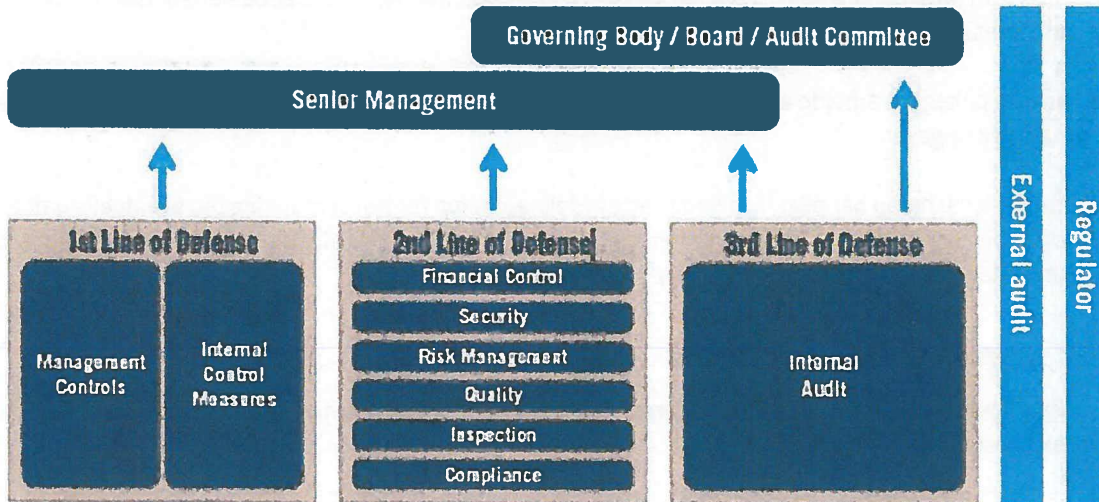 Governing Body / Board / Audit Committee
Senior Management
1st Line of Defense
Management
Controls
Internal
Control
Measures
2nd Line of Defense
Financial Control
Security
Risk Management
Quality
Inspection
Compliance
3rd Line of Defense
Internal
Audit
External audit
Regulator